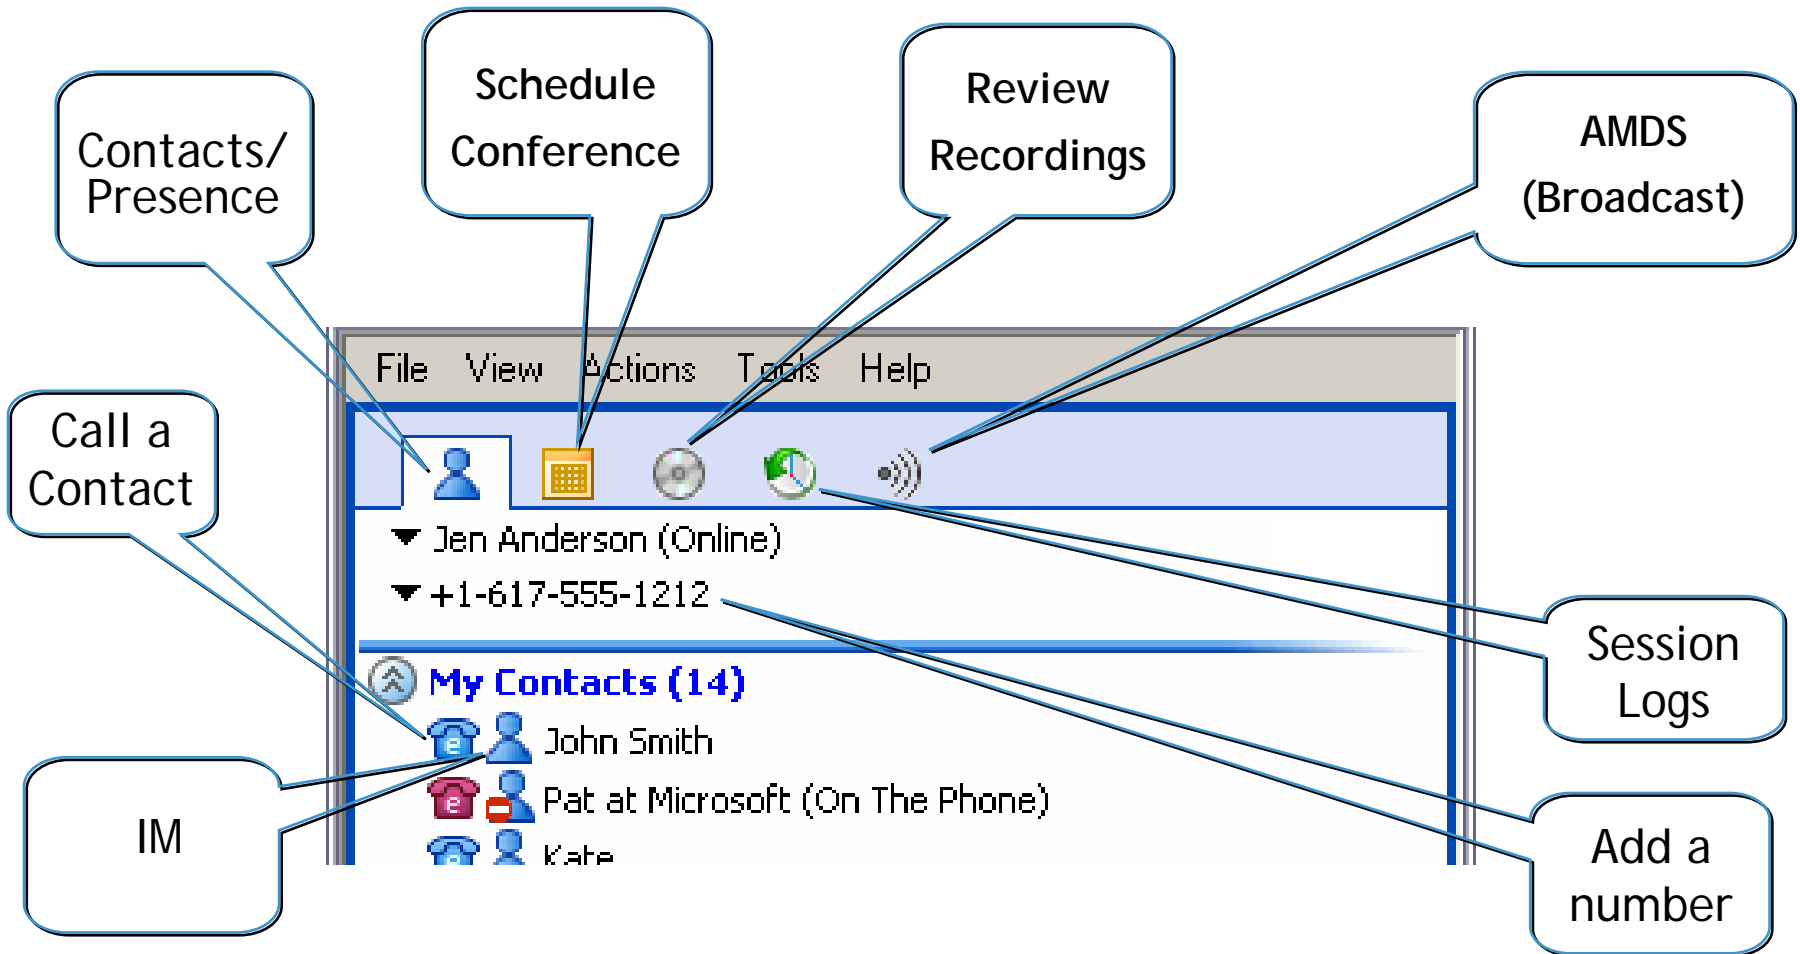 Schedule
Conference
Review
Recordings
Contacts/
Presence
AMDS
(Broadcast)
File View Actions Tools Help
Call a
Contact
Jen Anderson (Online)
+1-617-555-1212
Session
Logs
My Contacts (14)
e John Smith
e Pat at Microsoft (On The Phone)
IM
e Kate
Add a
number